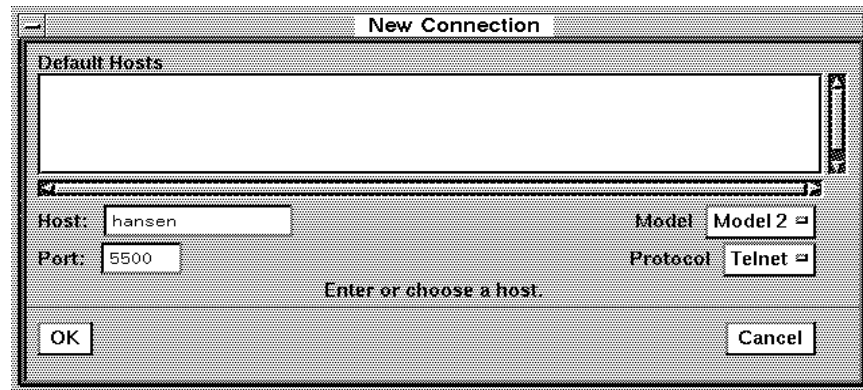 New Connection
Default Hosts
Host: hansen Model Model 2
Port: 5500 Protocol Telnet
Enter or choose a host.
OK Cancel